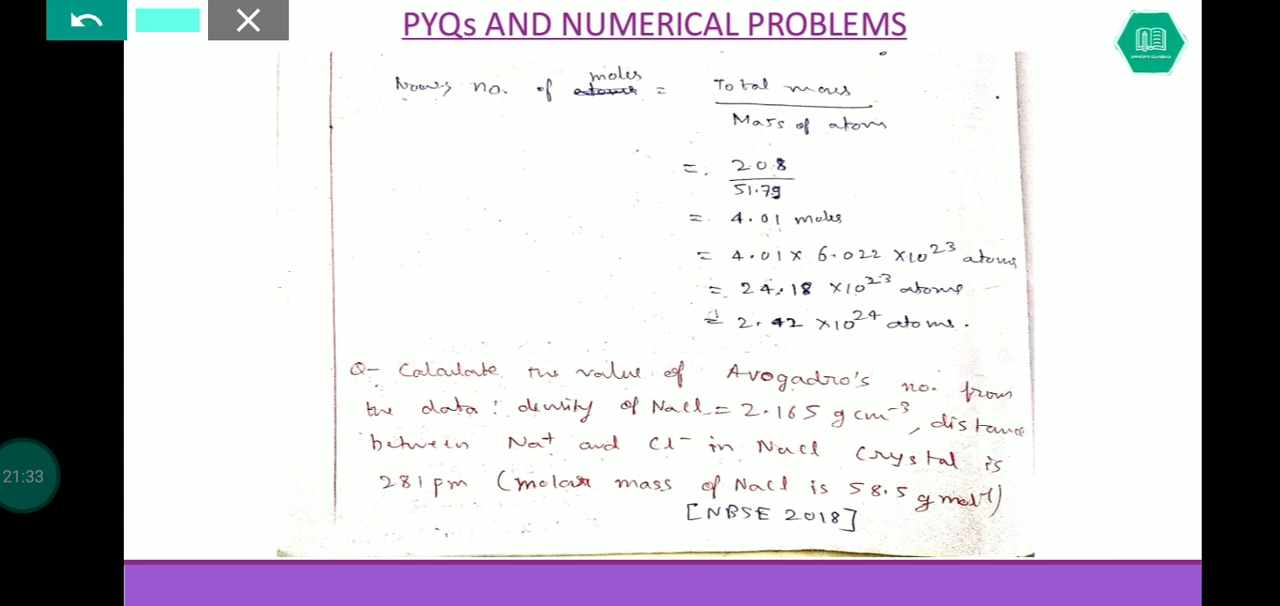 PYQs AND NUMERICAL PROBLEMS
Now, no. of moles = Total mass
Mass of atom
= 208
51.79
= 4.01 moles
= 4.01 x 6.022 x 10²³ atoms
= 24.18 x 10²³ atoms
= 2.42 x 10²⁴ atoms.
Q- Calculate the value of Avogadro's no. from
the data: density of NaCl = 2.165 g cm⁻³, distance
between Na⁺ and Cl⁻ in NaCl crystal is
281 pm (molar mass of NaCl is 58.5 g mol⁻¹)
[NBSE 2018]
21:33